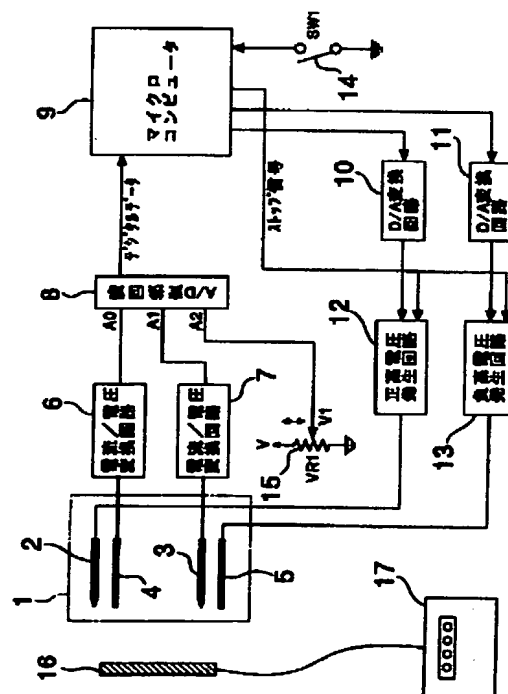 1
2
4
3
5
6
電流/電圧
変換回路
電流/電圧
変換回路
7
8
A/D変換回路
A0
A1
A2
デジタルデータ
9
マイクロ
コンピュータ
SW1
14
ストップ信号
10
D/A変換
回路
11
D/A変換
回路
12
正高電圧
発生回路
負高電圧
発生回路
13
V
V1
15
VR1
16
17